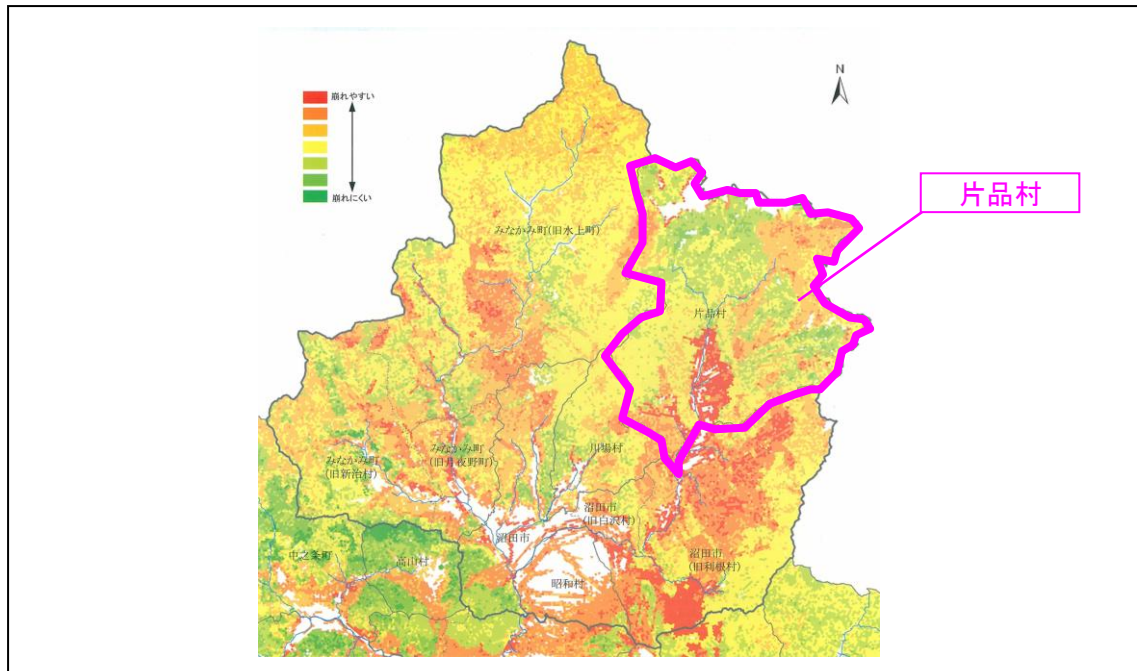 N
崩れやすい
崩れにくい
片品村
みなかみ町(旧水上町)
片品村
川場村
みなかみ町
(旧月夜野町)
みなかみ町
(旧新治村)
沼田市
(旧白沢村)
沼田市
沼田市
(旧利根村)
中之条町
高山村
昭和村